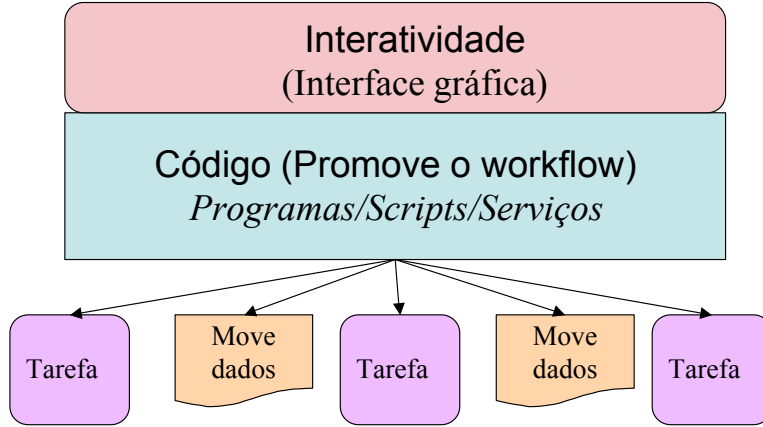 Interatividade
(Interface gráfica)
Código (Promove o workflow)
Programas/Scripts/Serviços
Tarefa
Move
dados
Tarefa
Move
dados
Tarefa